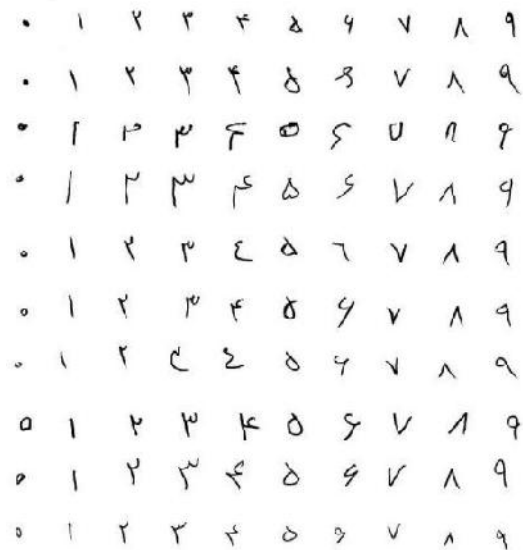 ۰ ۱ ۲ ۳ ۴ ۵ ۶ ۷ ۸ ۹
۰ ۱ ۲ ۳ ۴ ۵ ۶ ۷ ۸ ۹
۰ ۱ ۲ ۳ ۴ ۵ ۶ ۷ ۸ ۹
۰ ۱ ۲ ۳ ۴ ۵ ۶ ۷ ۸ ۹
۰ ۱ ۲ ۳ ٤ ۵ ٦ ۷ ۸ ۹
۰ ۱ ۲ ۳ ۴ ۵ ۶ ۷ ۸ ۹
۰ ۱ ۲ ۳ ٤ ۵ ۶ ۷ ۸ ۹
۰ ۱ ۲ ۳ ۴ ۵ ۶ ۷ ۸ ۹
۰ ۱ ۲ ۳ ۴ ۵ ۶ ۷ ۸ ۹
۰ ۱ ۲ ۳ ۴ ۵ ۶ ۷ ۸ ۹